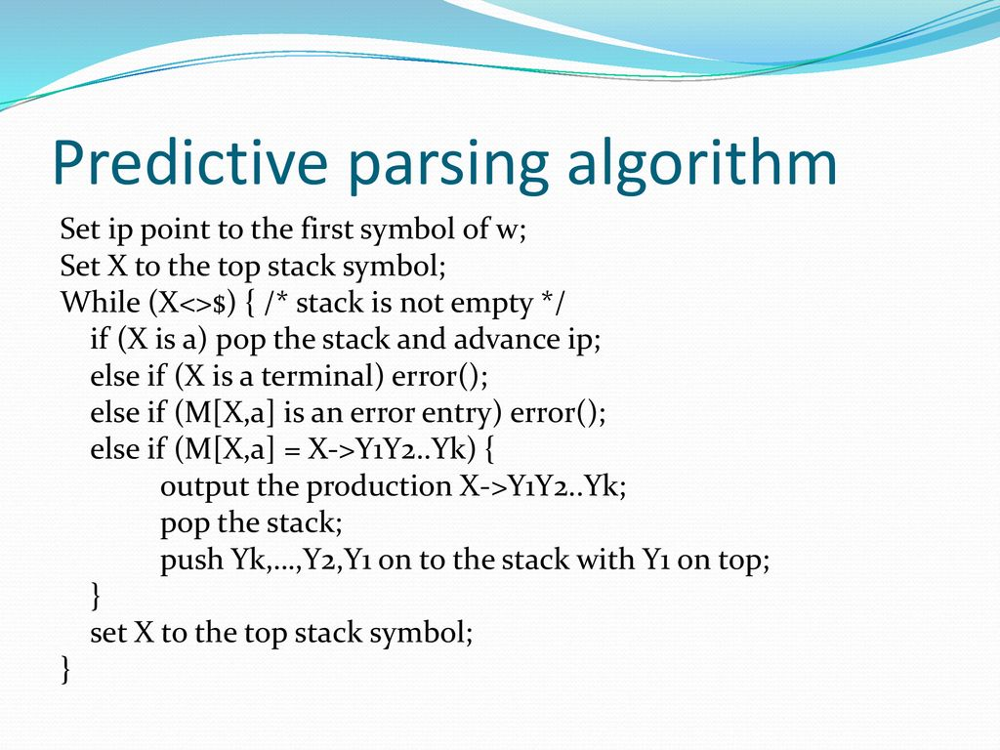 Predictive parsing algorithm
Set ip point to the first symbol of w;
Set X to the top stack symbol;
While (X<>$) { /* stack is not empty */
if (X is a) pop the stack and advance ip;
else if (X is a terminal) error();
else if (M[X,a] is an error entry) error();
else if (M[X,a] = X->Y1Y2..Yk) {
output the production X->Y1Y2..Yk;
pop the stack;
push Yk,…,Y2,Y1 on to the stack with Y1 on top;
}
set X to the top stack symbol;
}